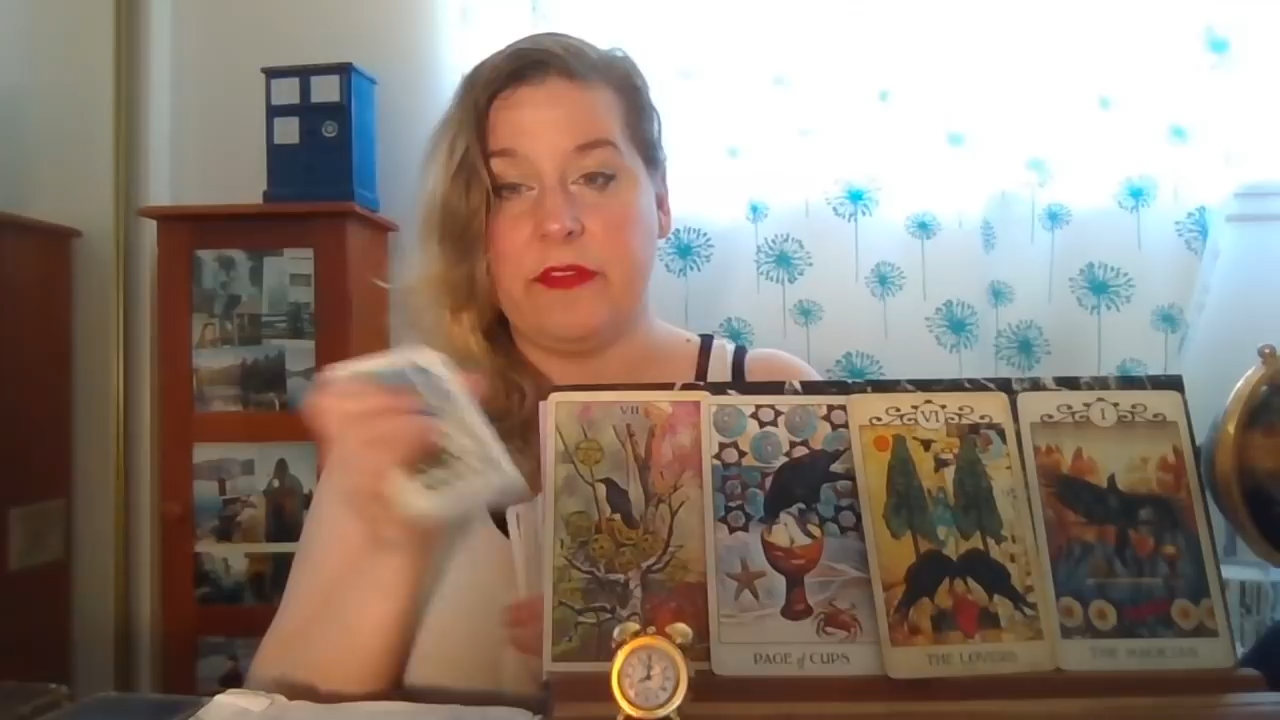 VII
PAGE of CUPS
VI
THE LOVERS
I
THE MAGICIAN